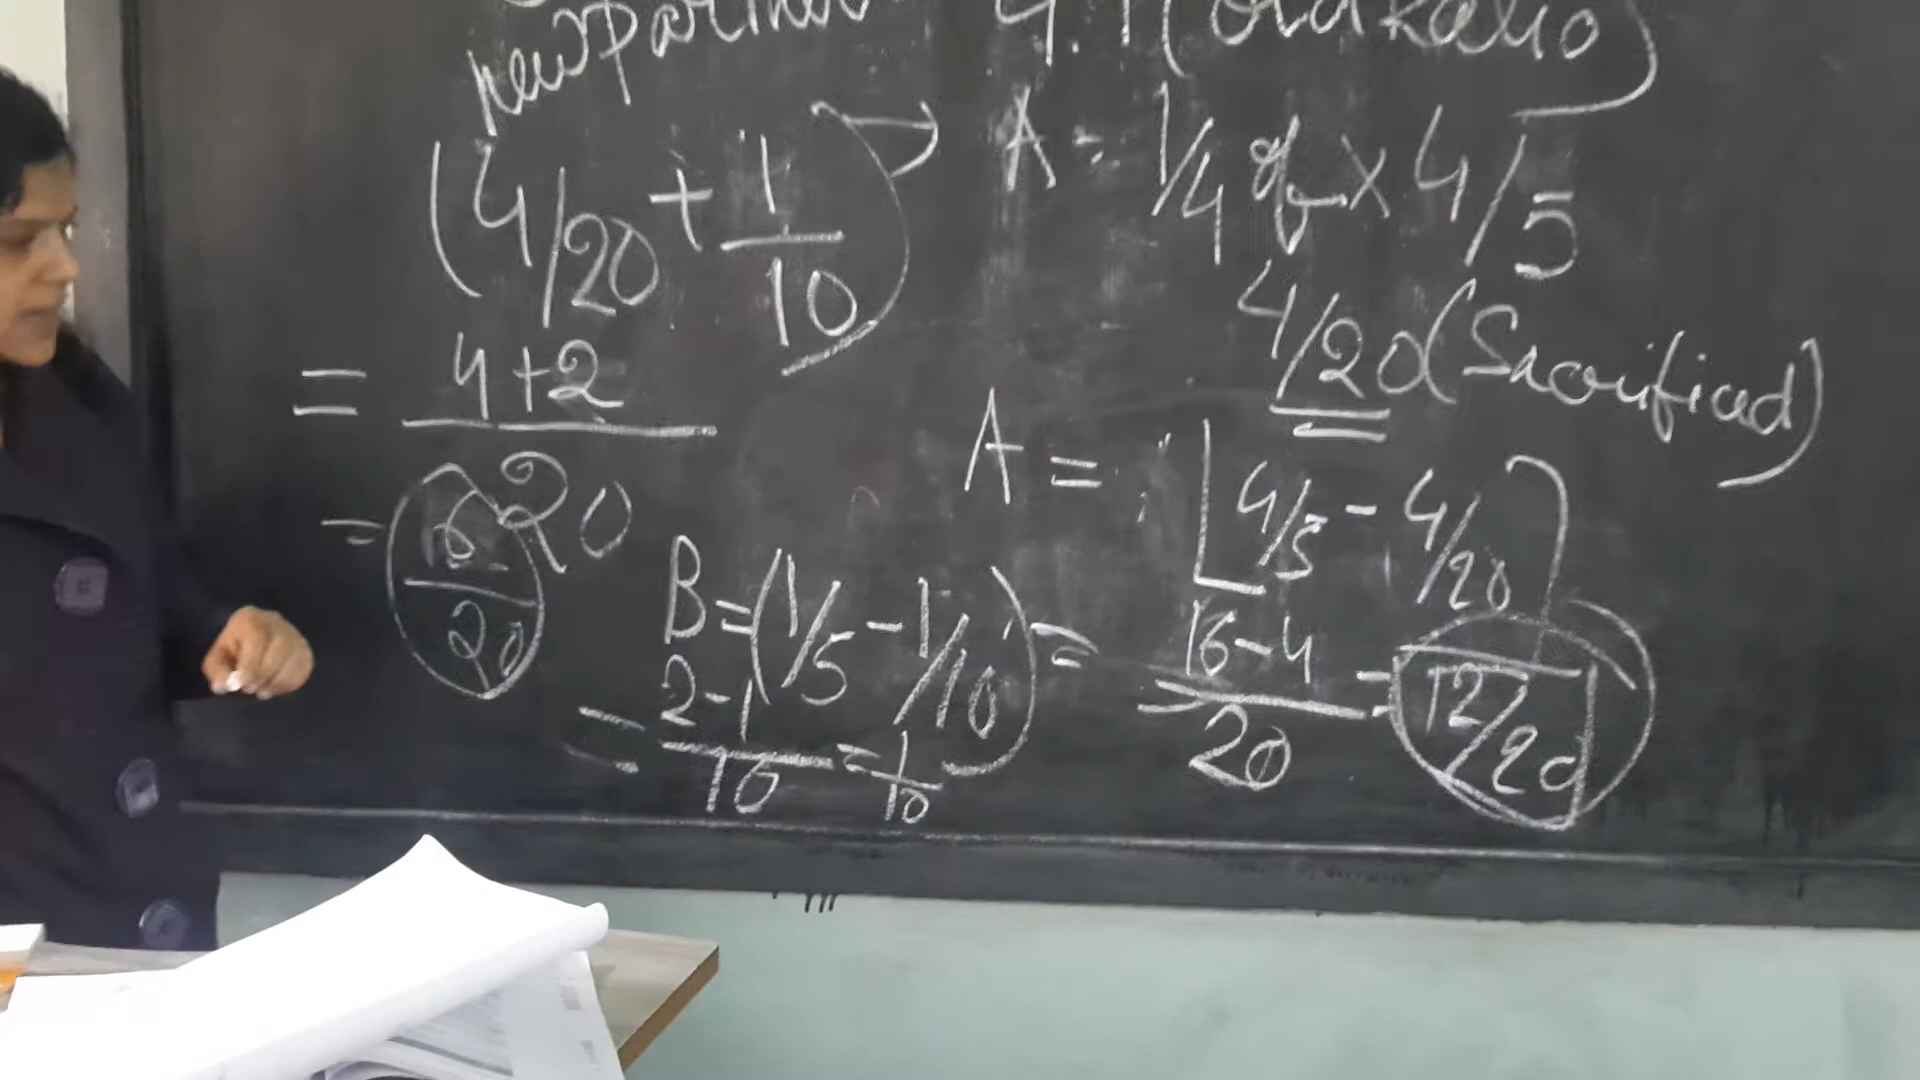 new Partner 4:1 (old Ratio)
(4/20 + 1/10) → A = 1/4 of x 4/5
4/20 (Sacrificed)
= 4+2/20
= 6/20
A = [4/5 - 4/20]
= 16-4/20 = 12/20
B = (1/5 - 1/10) =
= 2-1/10 = 1/10